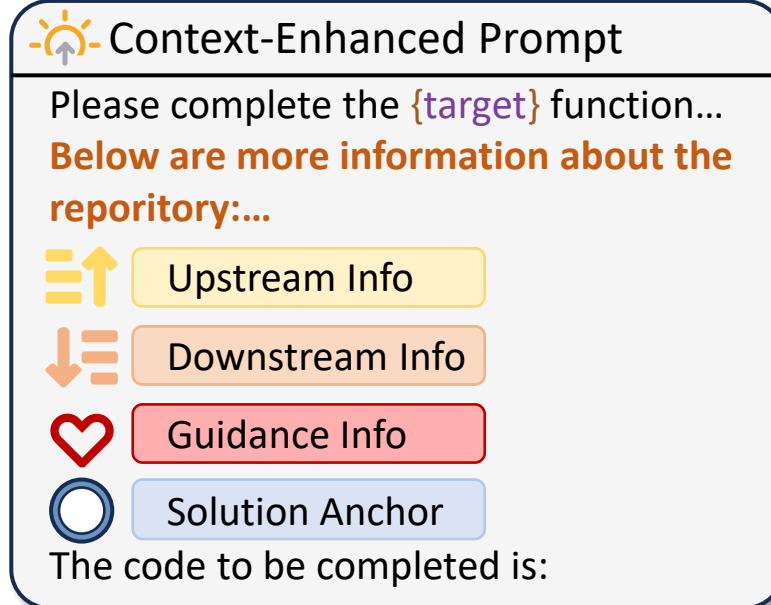 Context-Enhanced Prompt
Please complete the {target} function…
Below are more information about the
reporitory:…
Upstream Info
Downstream Info
Guidance Info
Solution Anchor
The code to be completed is: